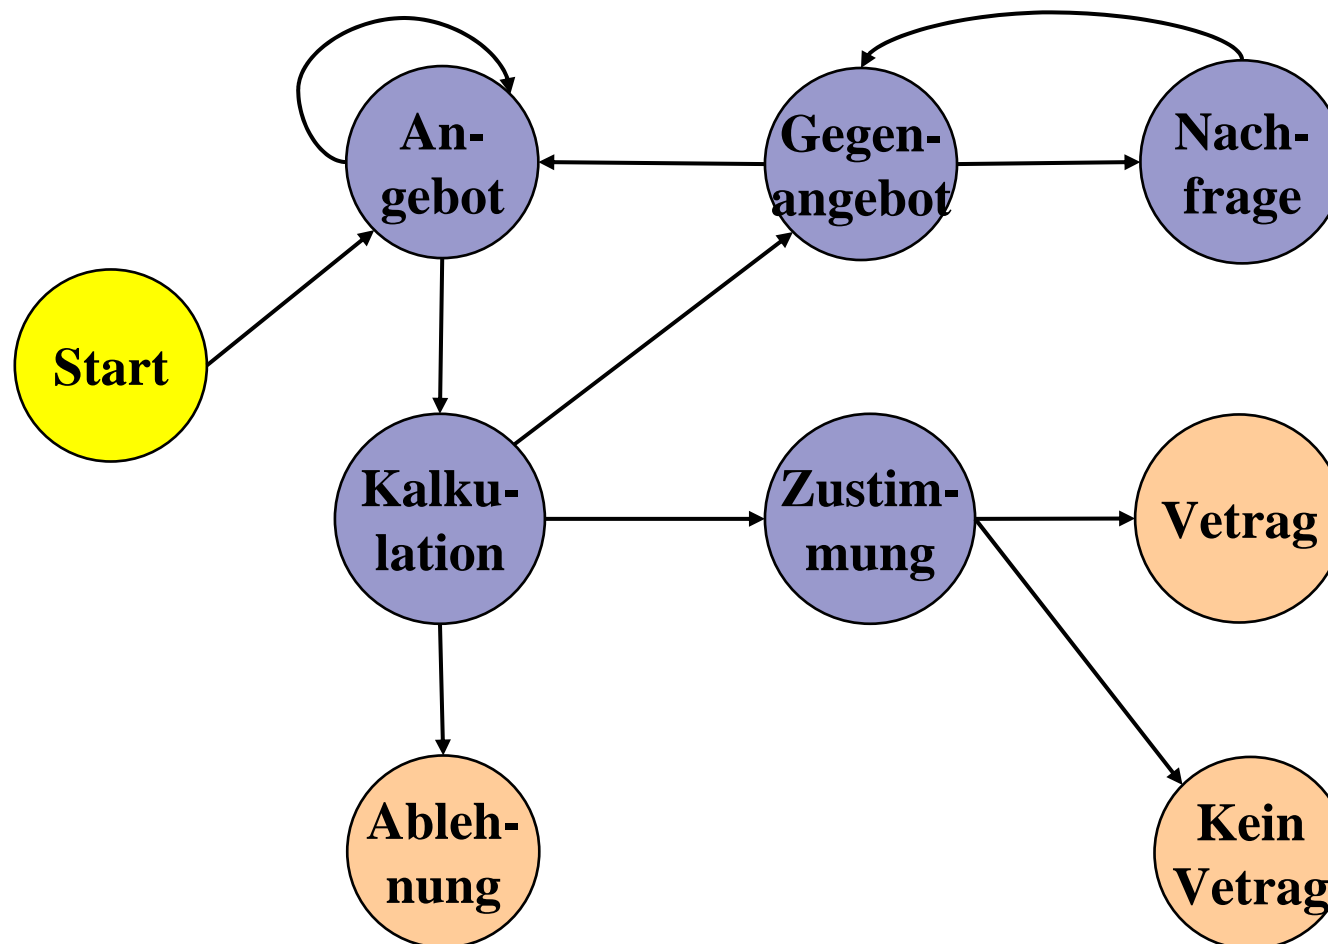 An-
gebot
Gegen-
angebot
Nach-
frage
Start
Kalku-
lation
Zustim-
mung
Vetrag
Ableh-
nung
Kein
Vetrag